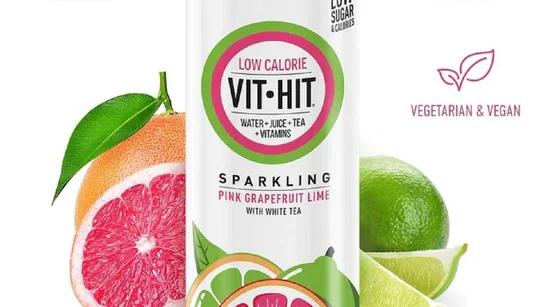 LOW
SUGAR
& CALORIES
LOW CALORIE
VIT•HIT
WATER + JUICE + TEA
+ VITAMINS
VEGETARIAN & VEGAN
SPARKLING
PINK GRAPEFRUIT LIME
WITH WHITE TEA